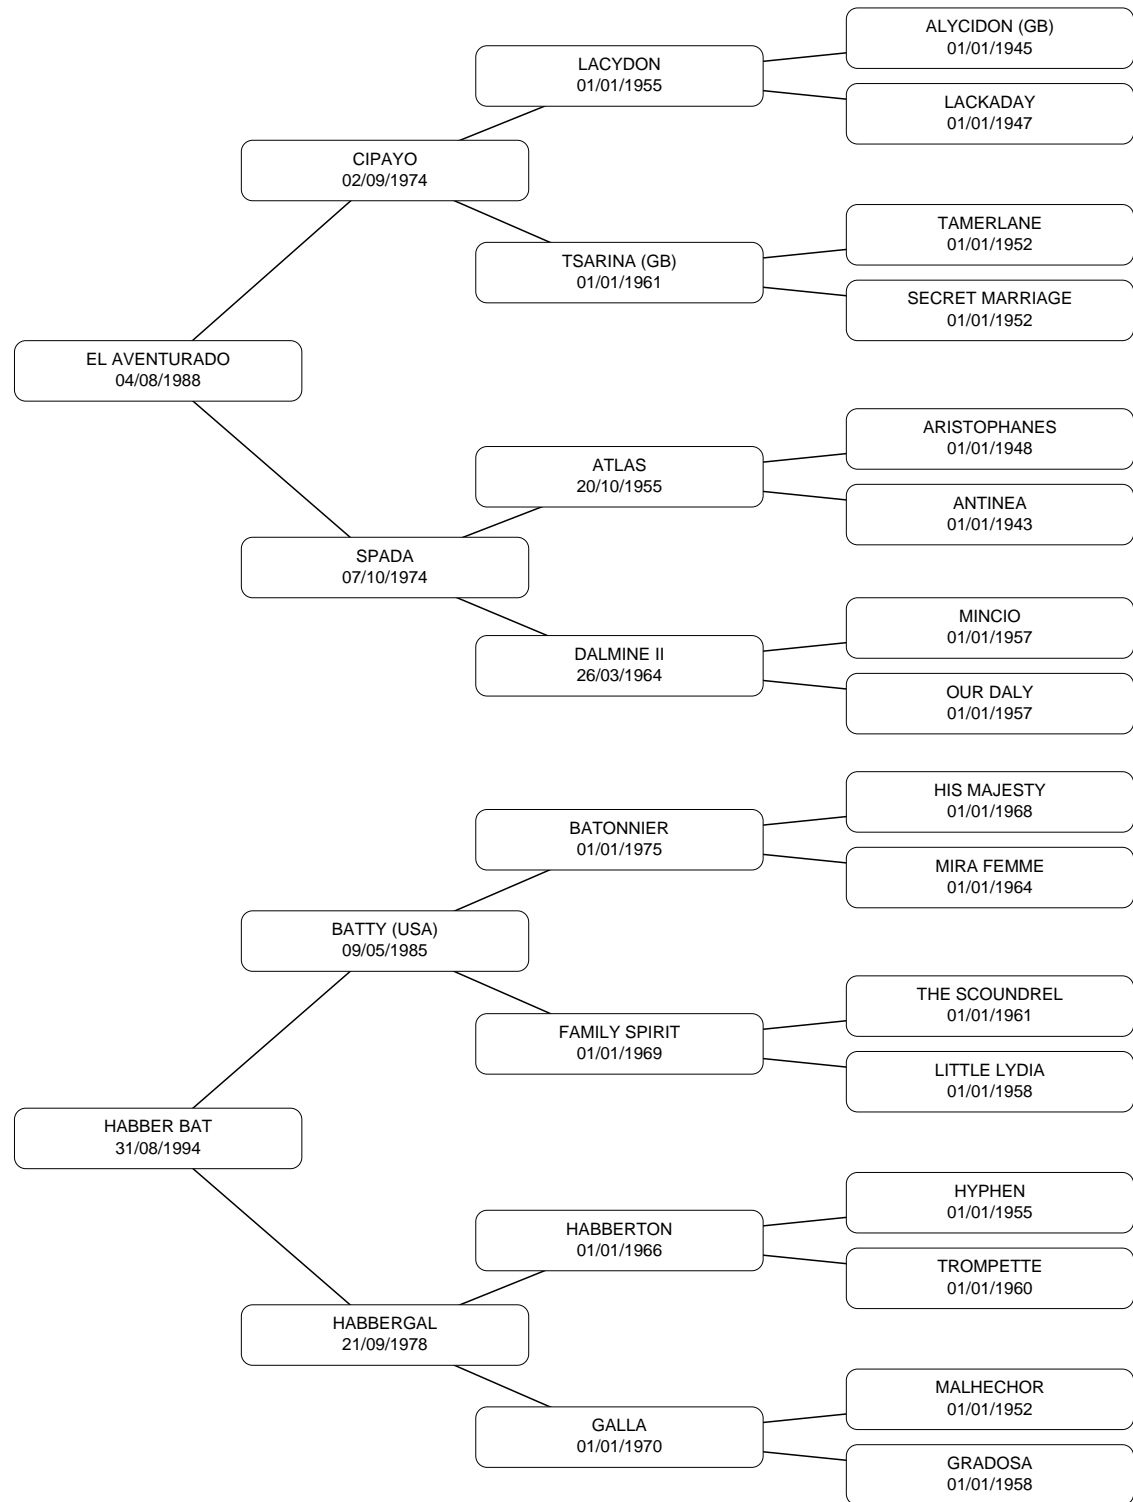 ALYCIDON (GB)
01/01/1945
LACYDON
01/01/1955
LACKADAY
01/01/1947
CIPAYO
02/09/1974
TAMERLANE
01/01/1952
TSARINA (GB)
01/01/1961
SECRET MARRIAGE
01/01/1952
EL AVENTURADO
04/08/1988
ARISTOPHANES
01/01/1948
ATLAS
20/10/1955
ANTINEA
01/01/1943
SPADA
07/10/1974
MINCIO
01/01/1957
DALMINE II
26/03/1964
OUR DALY
01/01/1957
HIS MAJESTY
01/01/1968
BATONNIER
01/01/1975
MIRA FEMME
01/01/1964
BATTY (USA)
09/05/1985
THE SCOUNDREL
01/01/1961
FAMILY SPIRIT
01/01/1969
LITTLE LYDIA
01/01/1958
HABBER BAT
31/08/1994
HYPHEN
01/01/1955
HABBERTON
01/01/1966
TROMPETTE
01/01/1960
HABBERGAL
21/09/1978
MALHECHOR
01/01/1952
GALLA
01/01/1970
GRADOSA
01/01/1958